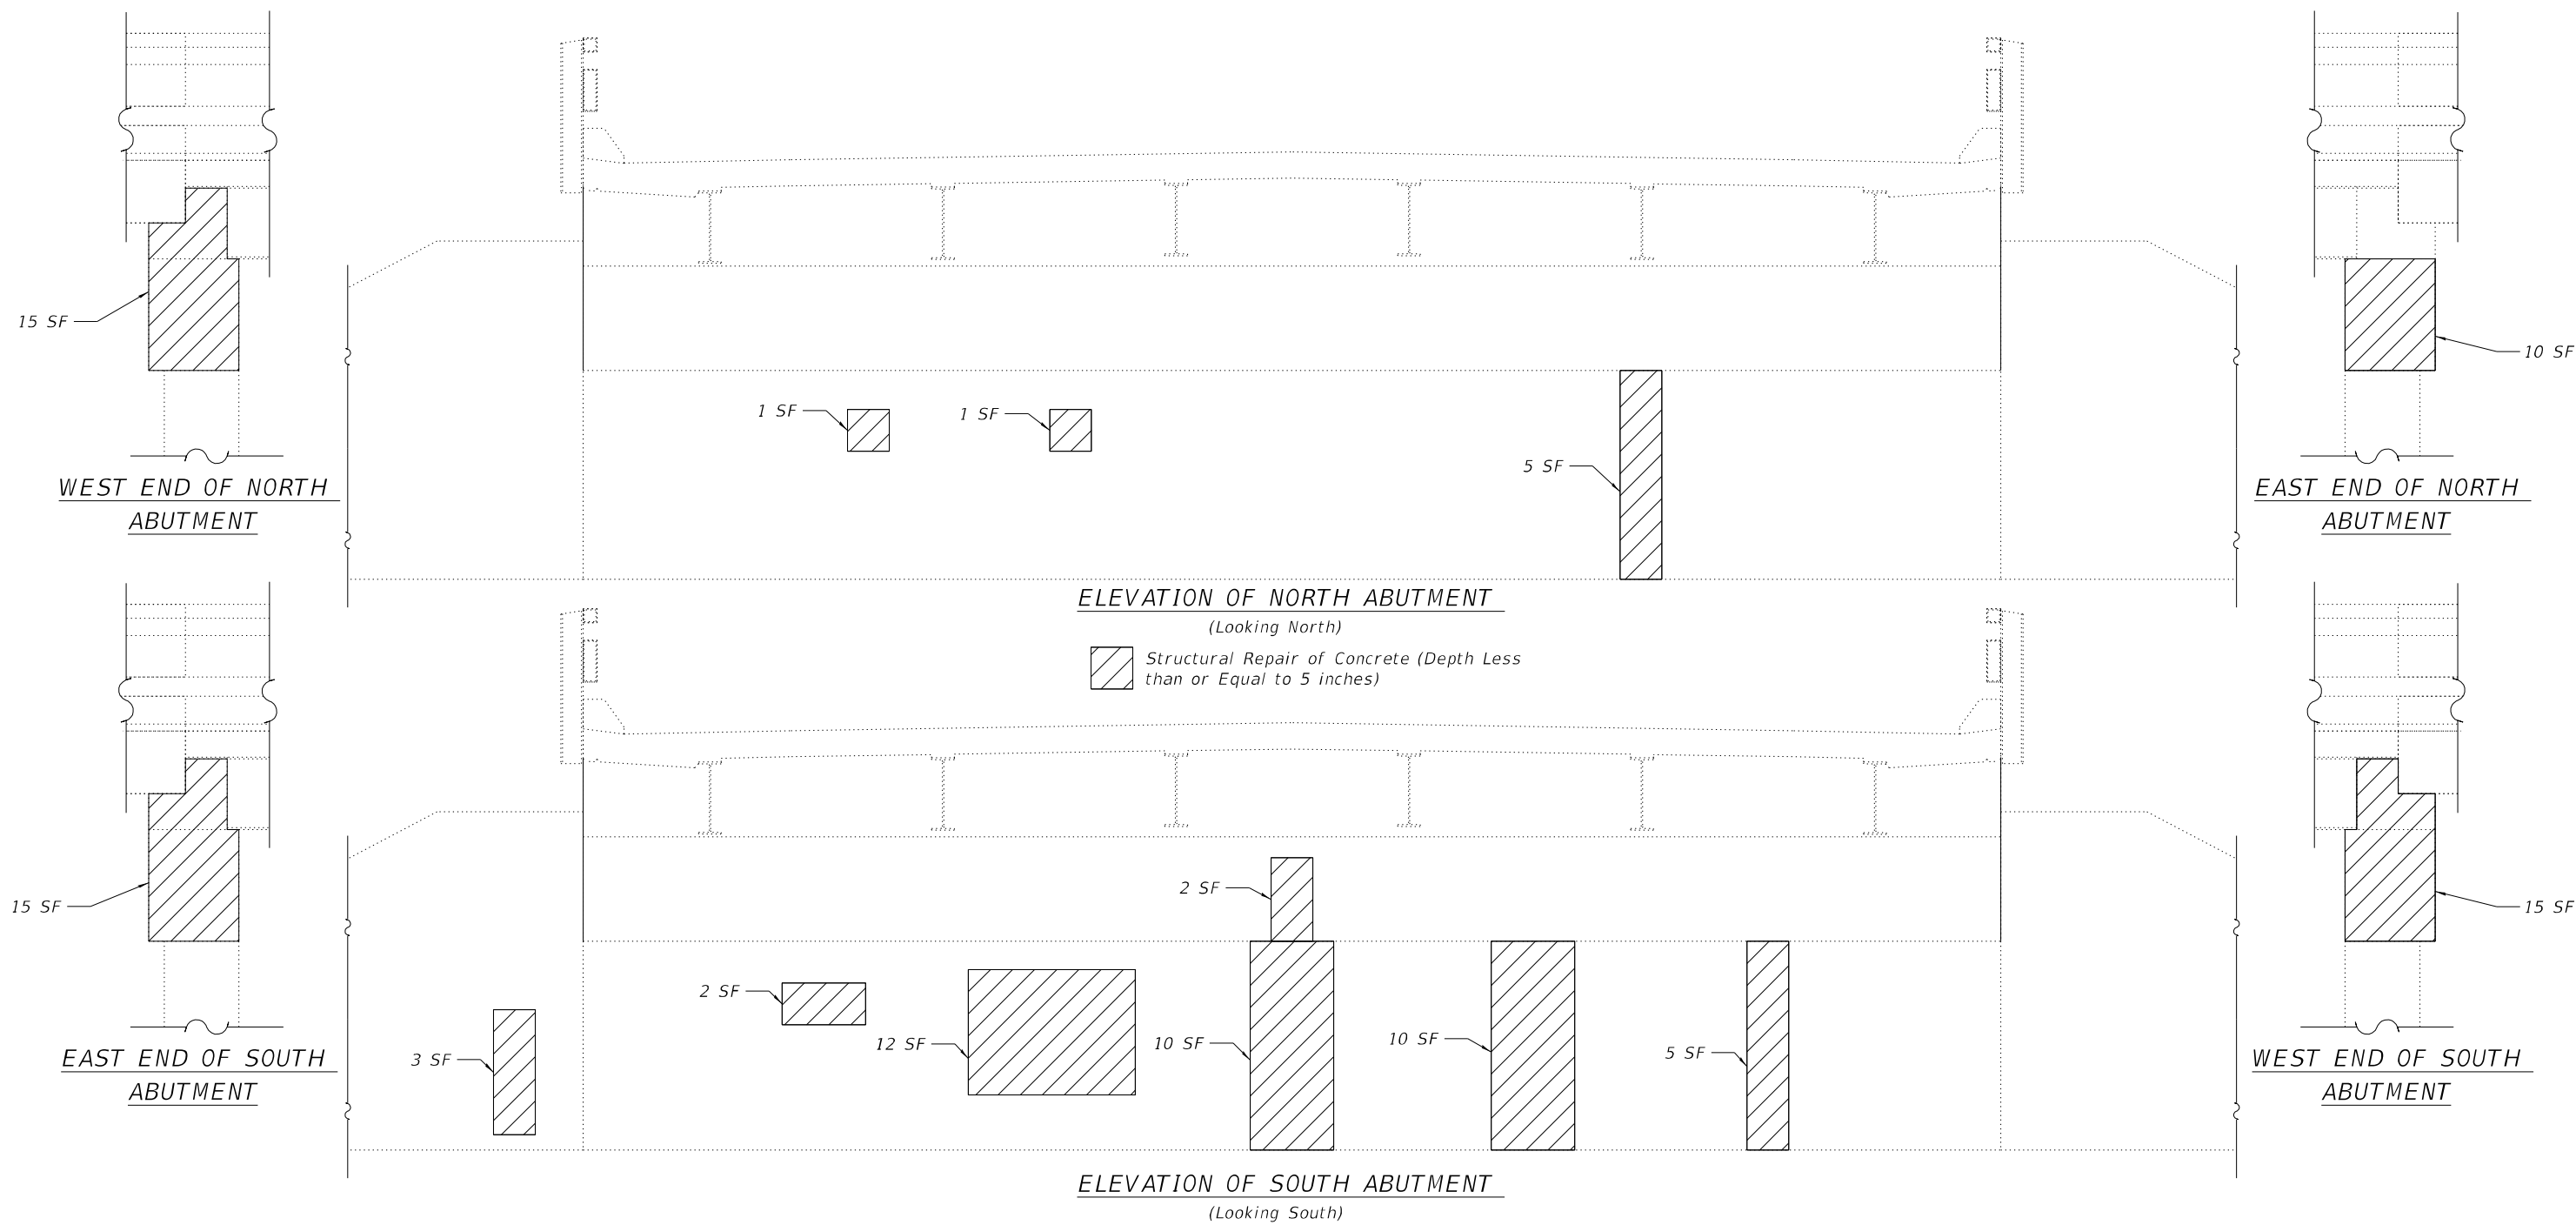 15 SF
WEST END OF NORTH
ABUTMENT
1 SF
1 SF
5 SF
10 SF
EAST END OF NORTH
ABUTMENT
ELEVATION OF NORTH ABUTMENT
(Looking North)
Structural Repair of Concrete (Depth Less
than or Equal to 5 inches)
15 SF
EAST END OF SOUTH
ABUTMENT
3 SF
2 SF
12 SF
2 SF
10 SF
10 SF
5 SF
15 SF
WEST END OF SOUTH
ABUTMENT
ELEVATION OF SOUTH ABUTMENT
(Looking South)